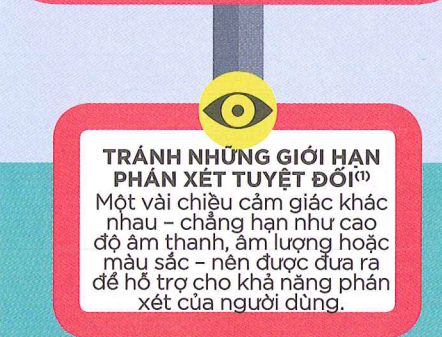 TRÁNH NHỮNG GIỚI HẠN
PHÁN XÉT TUYỆT ĐỐI⁽¹⁾
Một vài chiều cảm giác khác
nhau – chẳng hạn như cao
độ âm thanh, âm lượng hoặc
màu sắc – nên được đưa ra
để hỗ trợ cho khả năng phán
xét của người dùng.